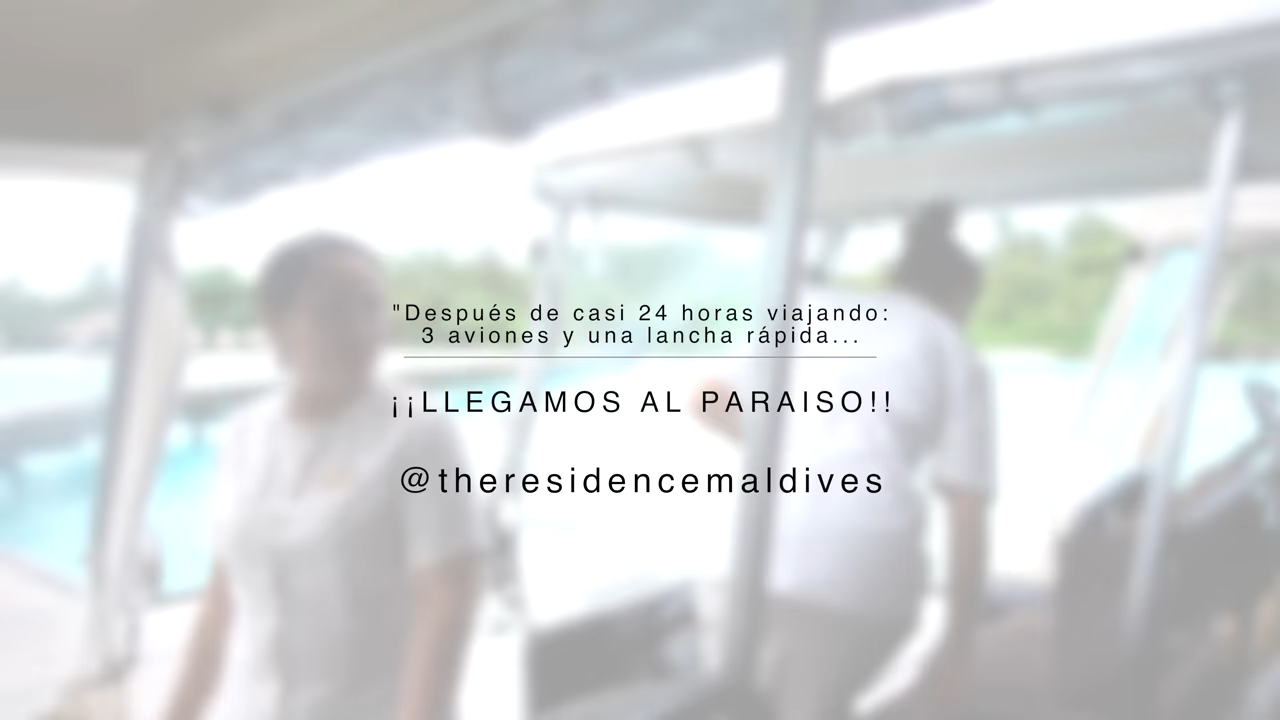 "Después de casi 24 horas viajando:
3 aviones y una lancha rápida...
¡¡LLEGAMOS AL PARAISO!!
@theresidencemaldives